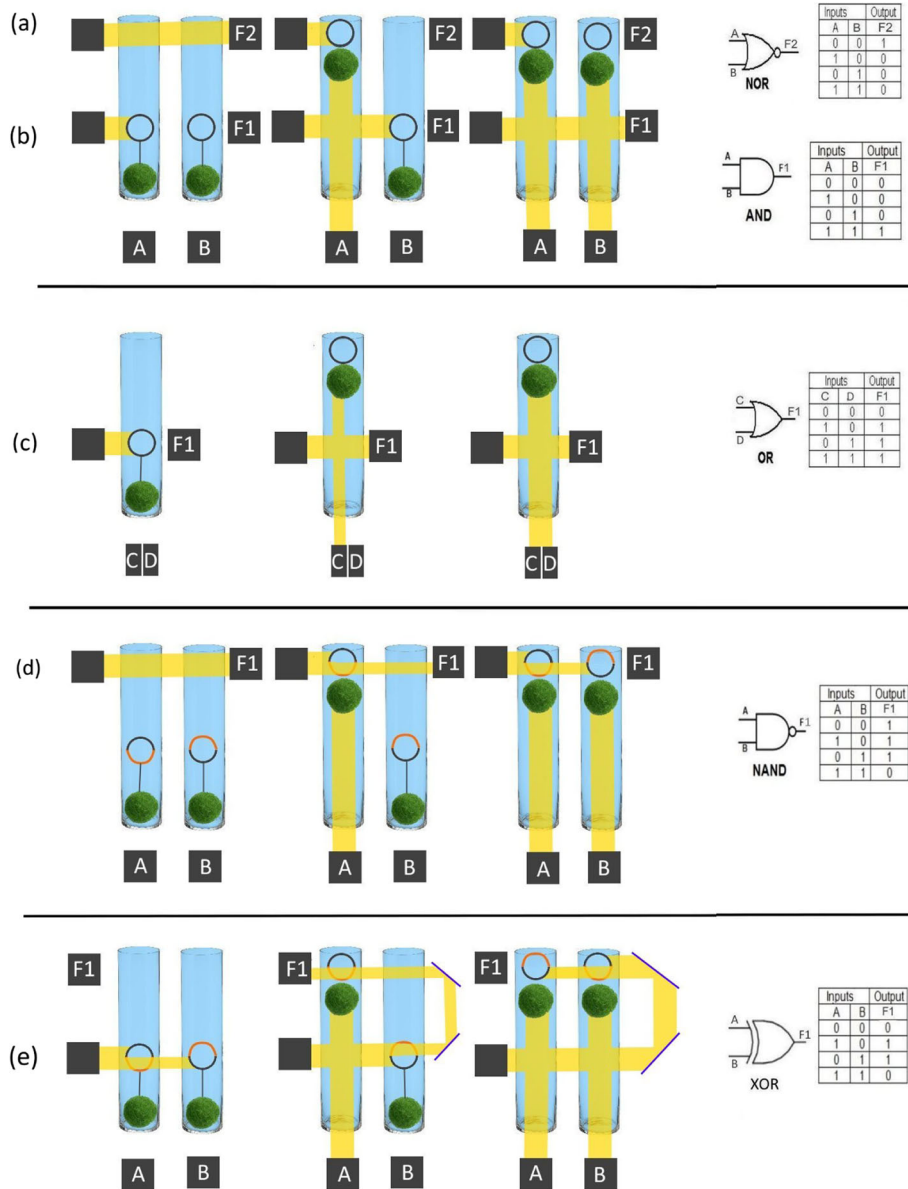 (a)
F2
F2
F2
A
B
F2
NOR
Inputs Output
A B F2
0 0 1
1 0 0
0 1 0
1 1 0
(b)
F1
F1
F1
A
B
A
B
A
B
A
B
F1
AND
Inputs Output
A B F1
0 0 0
1 0 0
0 1 0
1 1 1
(c)
F1
F1
F1
C D
C D
C D
C
D
F1
OR
Inputs Output
C D F1
0 0 0
1 0 1
0 1 1
1 1 1
(d)
F1
F1
F1
A
B
A
B
A
B
A
B
F1
NAND
Inputs Output
A B F1
0 0 1
1 0 1
0 1 1
1 1 0
(e)
F1
F1
F1
A
B
A
B
A
B
A
B
F1
XOR
Inputs Output
A B F1
0 0 0
1 0 1
0 1 1
1 1 0